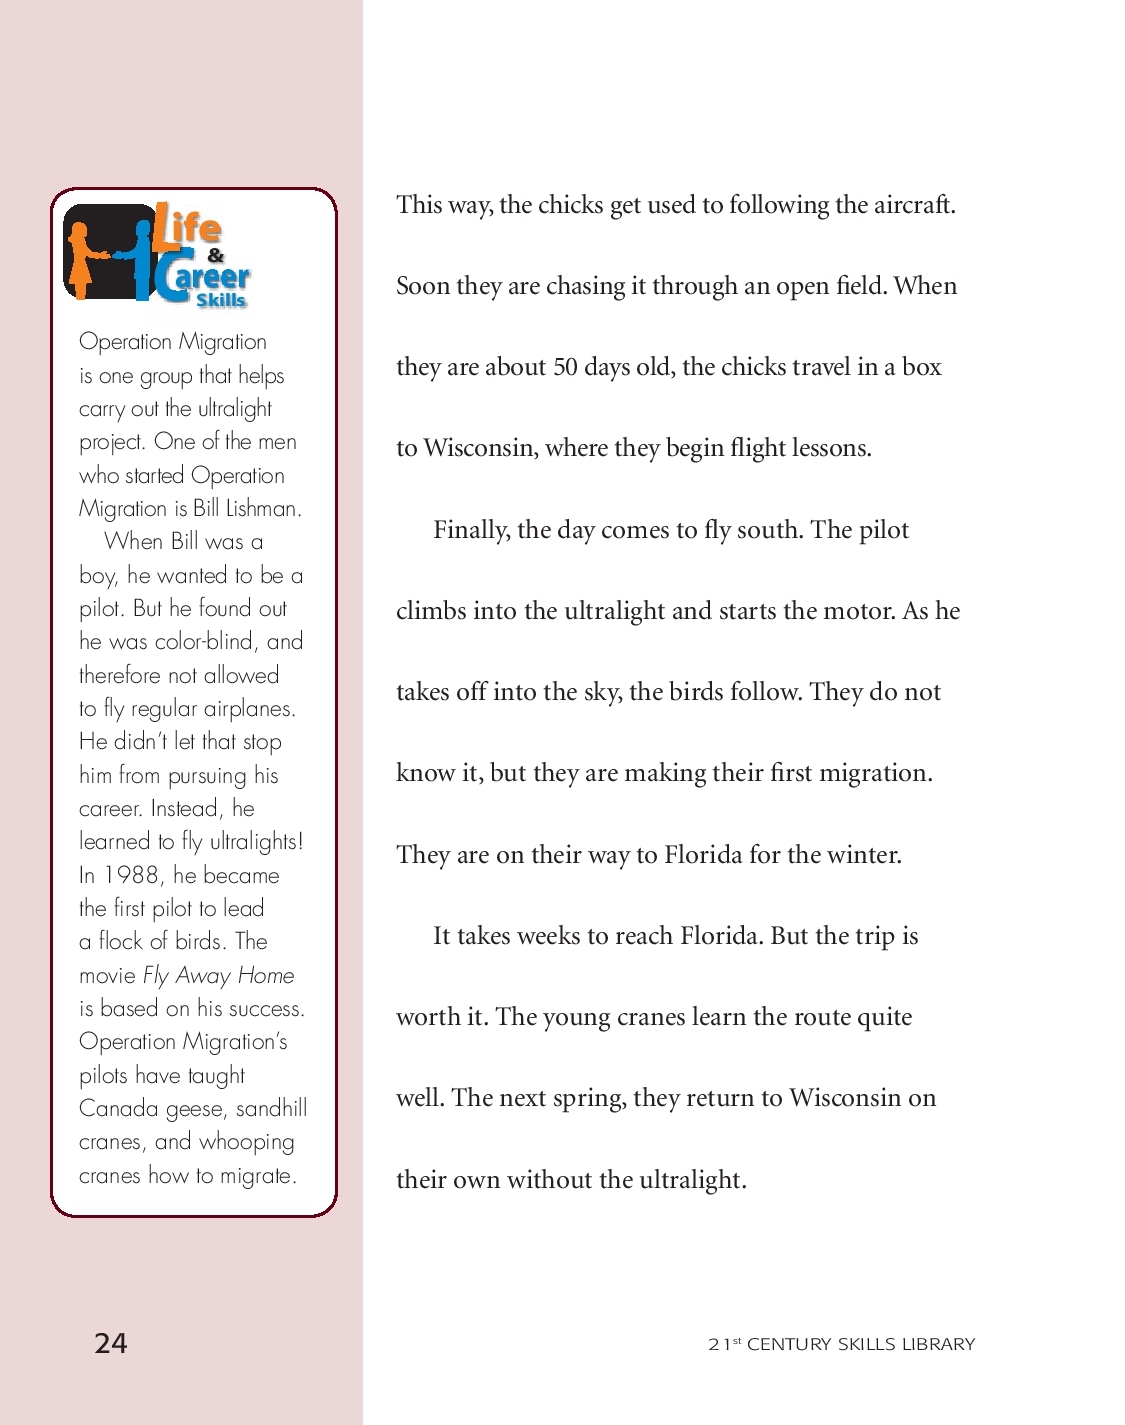 Life
&
Career
Skills
Operation Migration
is one group that helps
carry out the ultralight
project. One of the men
who started Operation
Migration is Bill Lishman.
When Bill was a
boy, he wanted to be a
pilot. But he found out
he was color-blind, and
therefore not allowed
to fly regular airplanes.
He didn’t let that stop
him from pursuing his
career. Instead, he
learned to fly ultralights!
In 1988, he became
the first pilot to lead
a flock of birds. The
movie Fly Away Home
is based on his success.
Operation Migration’s
pilots have taught
Canada geese, sandhill
cranes, and whooping
cranes how to migrate.
This way, the chicks get used to following the aircraft.
Soon they are chasing it through an open field. When
they are about 50 days old, the chicks travel in a box
to Wisconsin, where they begin flight lessons.
Finally, the day comes to fly south. The pilot
climbs into the ultralight and starts the motor. As he
takes off into the sky, the birds follow. They do not
know it, but they are making their first migration.
They are on their way to Florida for the winter.
It takes weeks to reach Florida. But the trip is
worth it. The young cranes learn the route quite
well. The next spring, they return to Wisconsin on
their own without the ultralight.
24
21st CENTURY SKILLS LIBRARY